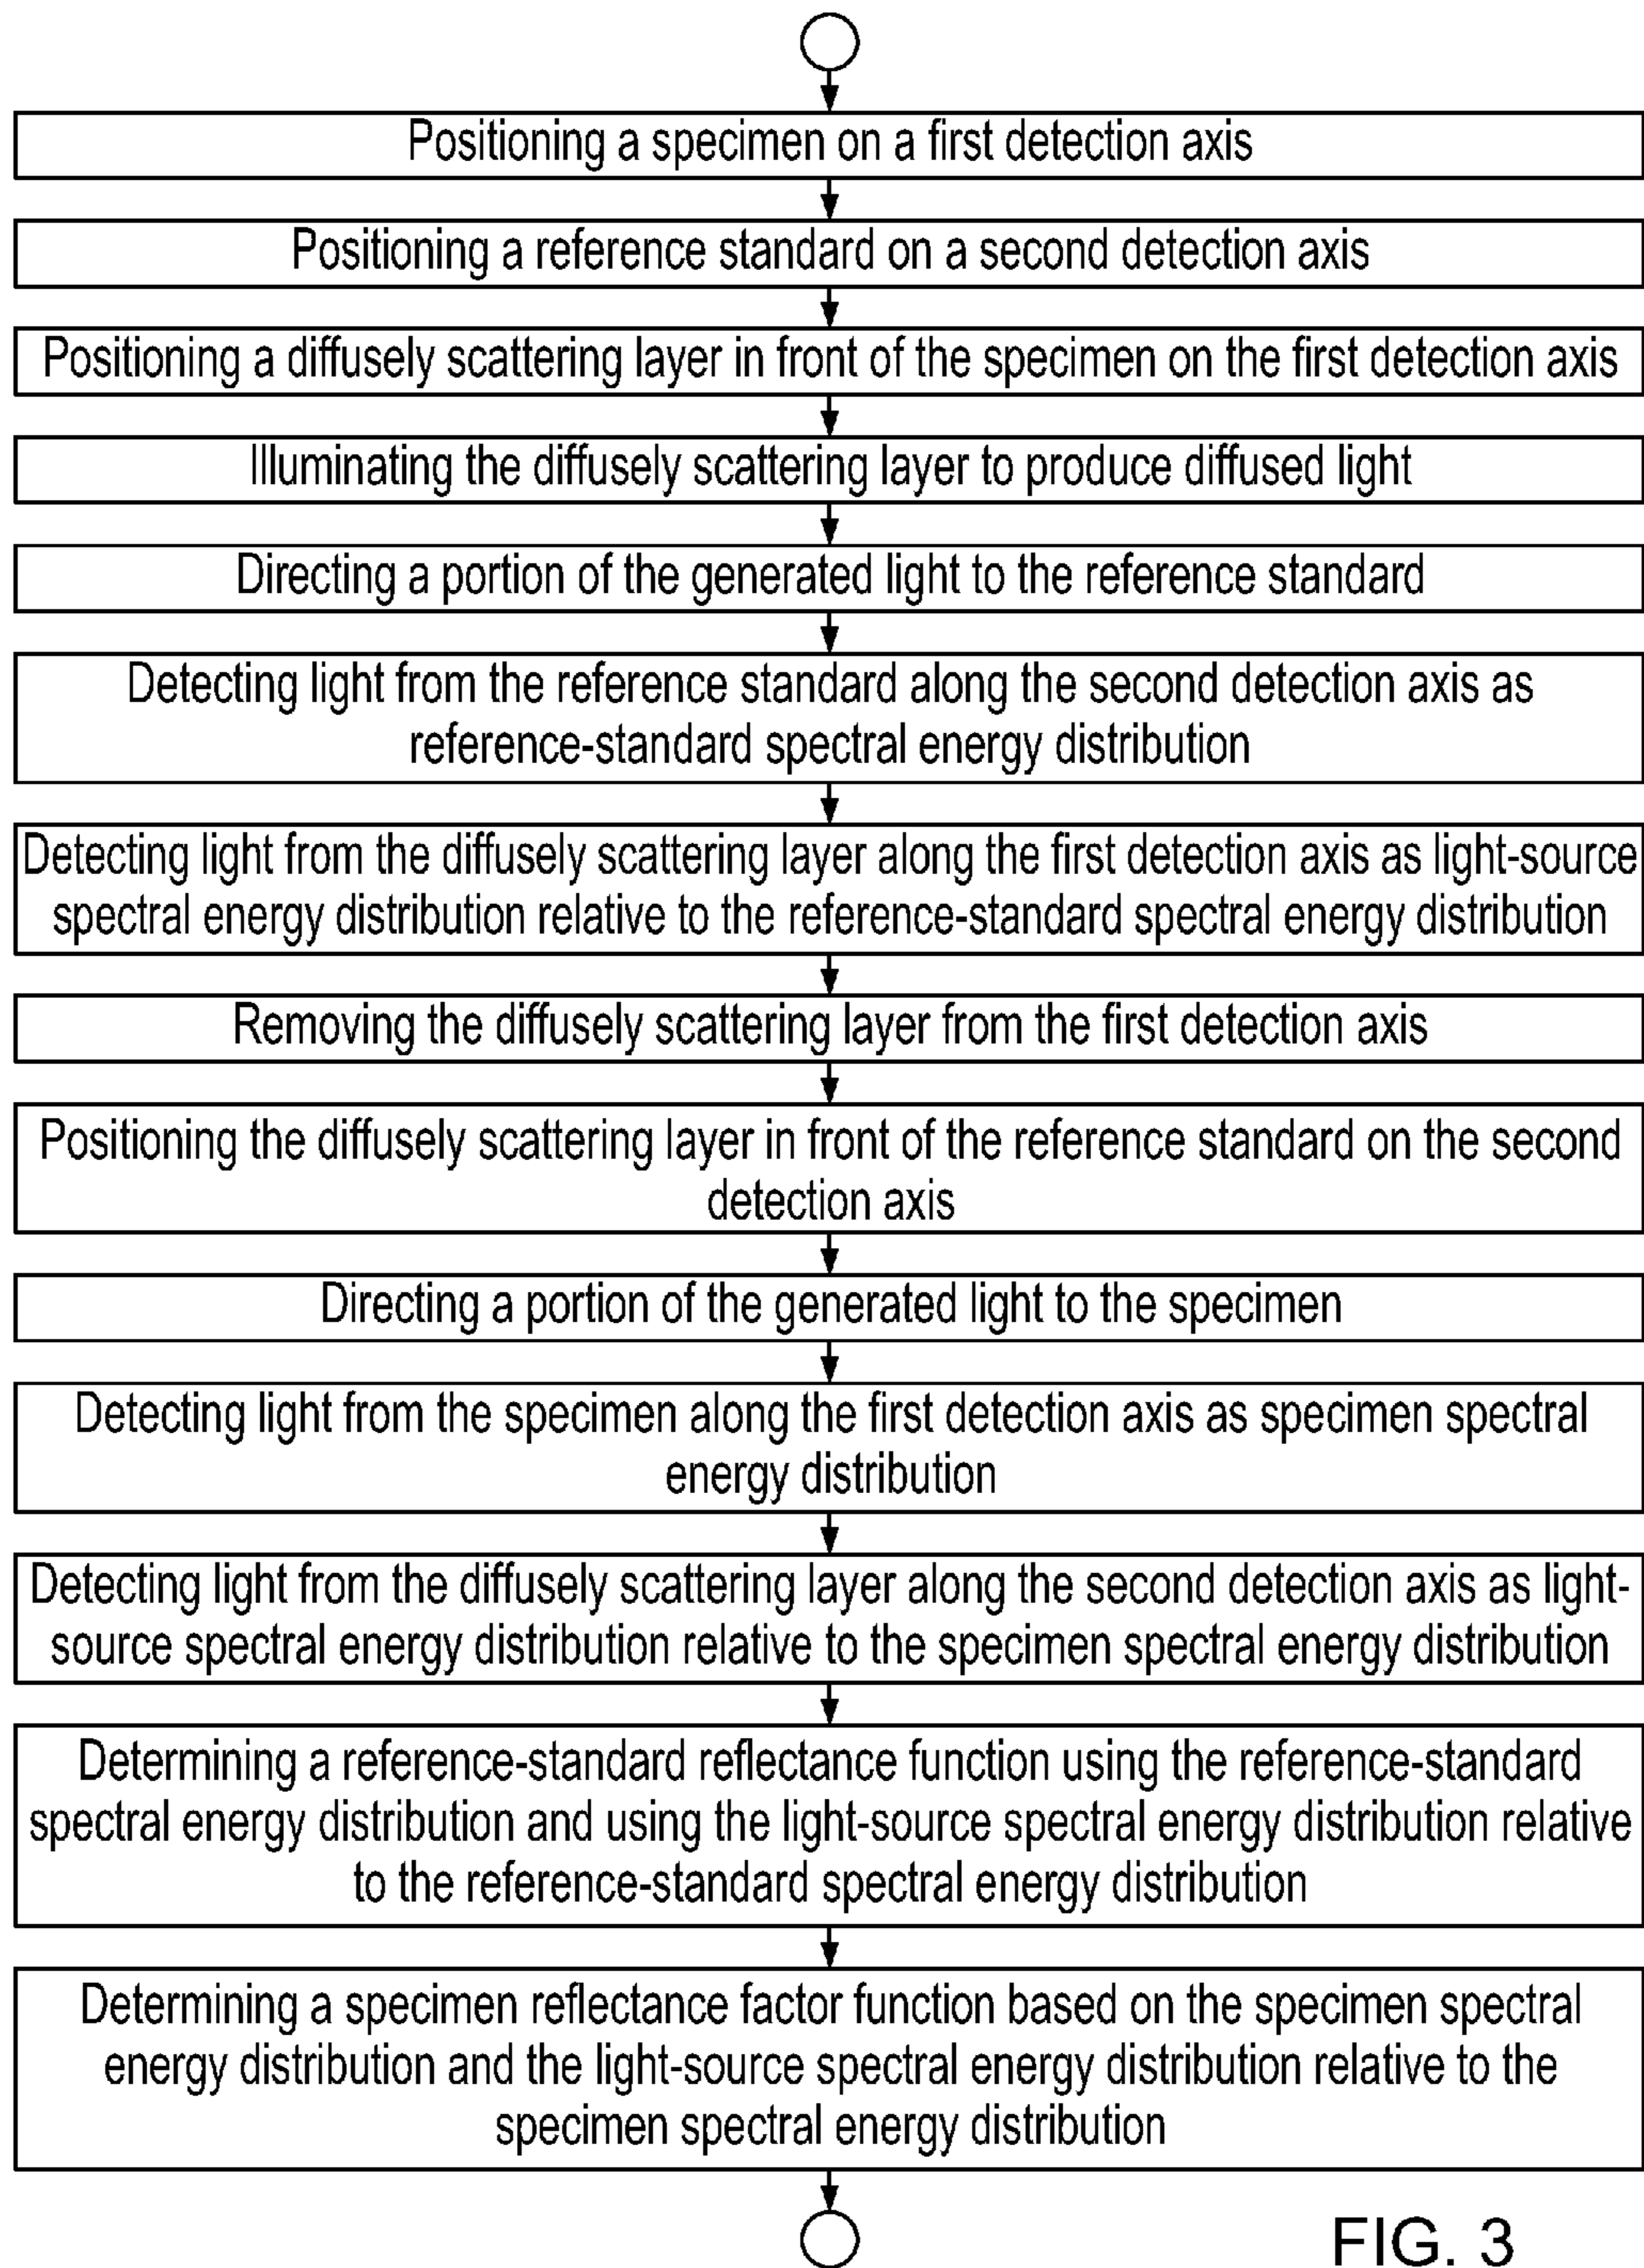 Positioning a specimen on a first detection axis
Positioning a reference standard on a second detection axis
Positioning a diffusely scattering layer in front of the specimen on the first detection axis
Illuminating the diffusely scattering layer to produce diffused light
Directing a portion of the generated light to the reference standard
Detecting light from the reference standard along the second detection axis as
reference-standard spectral energy distribution
Detecting light from the diffusely scattering layer along the first detection axis as light-source
spectral energy distribution relative to the reference-standard spectral energy distribution
Removing the diffusely scattering layer from the first detection axis
Positioning the diffusely scattering layer in front of the reference standard on the second
detection axis
Directing a portion of the generated light to the specimen
Detecting light from the specimen along the first detection axis as specimen spectral
energy distribution
Detecting light from the diffusely scattering layer along the second detection axis as light-
source spectral energy distribution relative to the specimen spectral energy distribution
Determining a reference-standard reflectance function using the reference-standard
spectral energy distribution and using the light-source spectral energy distribution relative
to the reference-standard spectral energy distribution
Determining a specimen reflectance factor function based on the specimen spectral
energy distribution and the light-source spectral energy distribution relative to the
specimen spectral energy distribution
FIG. 3